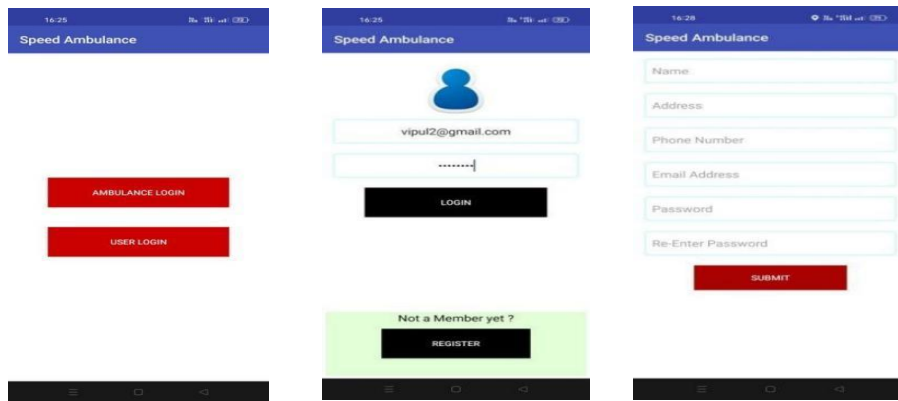 16:25
Speed Ambulance
AMBULANCE LOGIN
USER LOGIN
16:25
Speed Ambulance
vipul2@gmail.com
LOGIN
Not a Member yet ?
REGISTER
16:28
Speed Ambulance
Name
Address
Phone Number
Email Address
Password
Re-Enter Password
SUBMIT